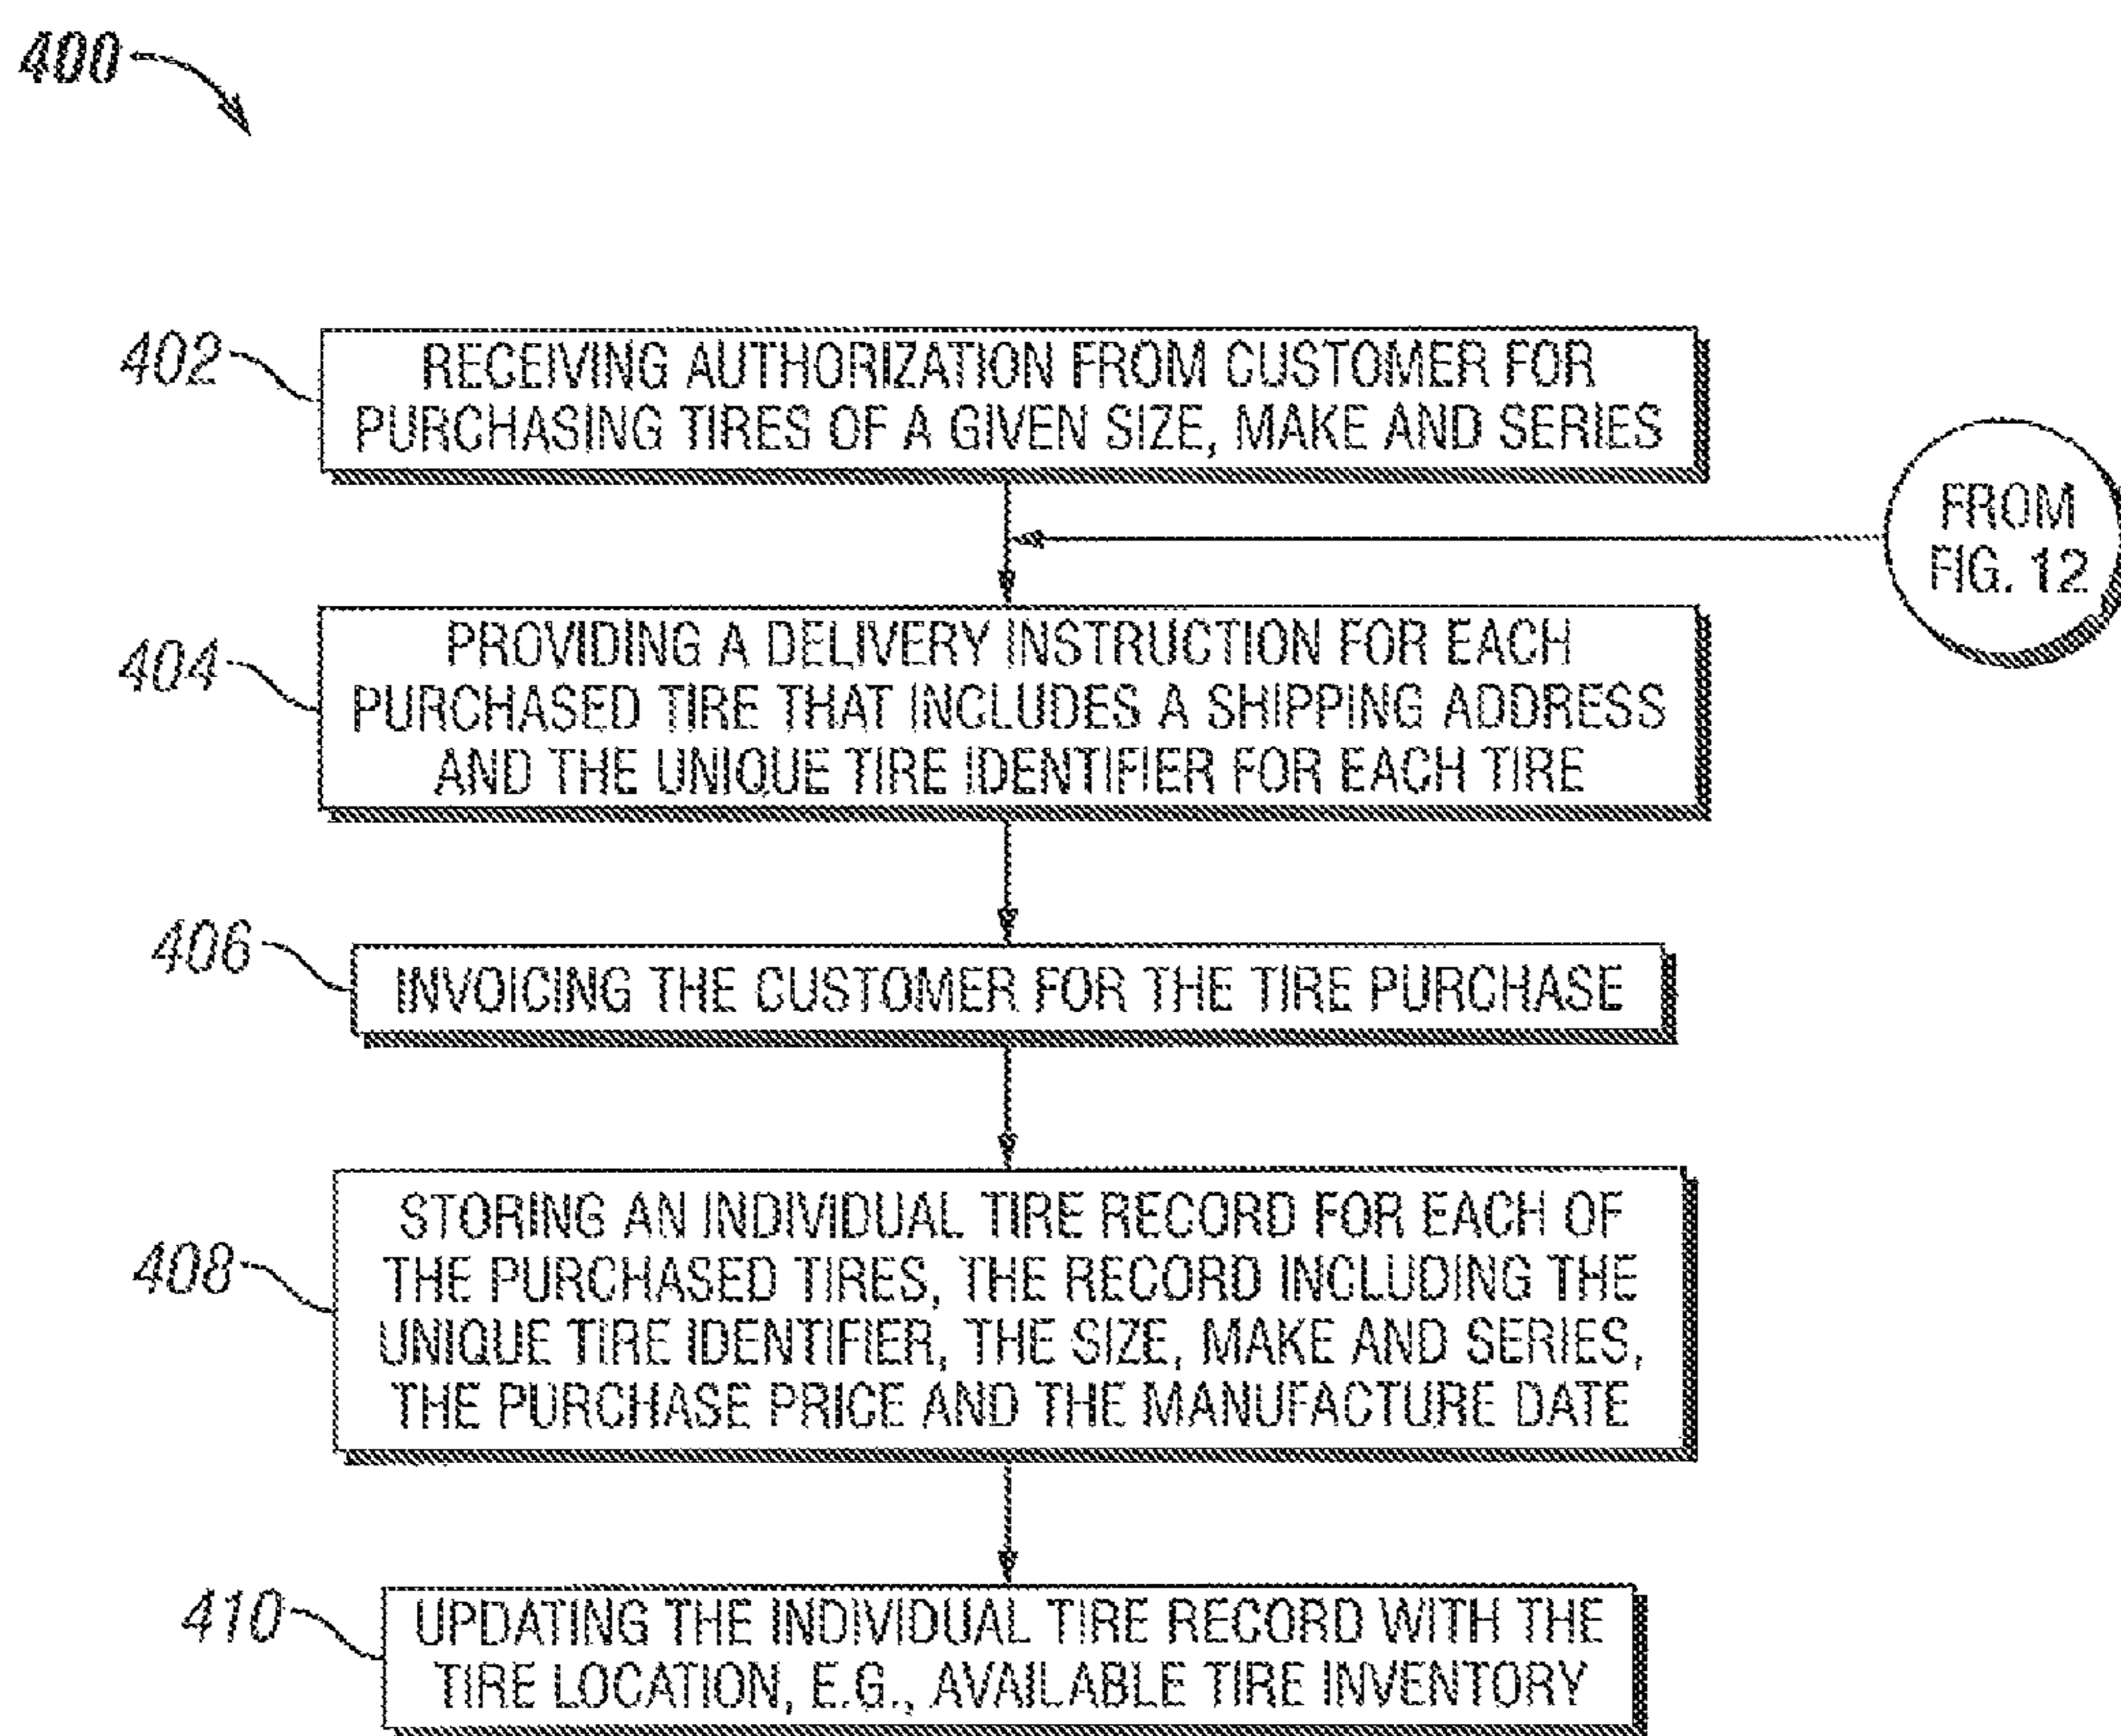 400
402
RECEIVING AUTHORIZATION FROM CUSTOMER FOR
PURCHASING TIRES OF A GIVEN SIZE, MAKE AND SERIES
FROM
FIG. 12
404
PROVIDING A DELIVERY INSTRUCTION FOR EACH
PURCHASED TIRE THAT INCLUDES A SHIPPING ADDRESS
AND THE UNIQUE TIRE IDENTIFIER FOR EACH TIRE
406
INVOICING THE CUSTOMER FOR THE TIRE PURCHASE
408
STORING AN INDIVIDUAL TIRE RECORD FOR EACH OF
THE PURCHASED TIRES, THE RECORD INCLUDING THE
UNIQUE TIRE IDENTIFIER, THE SIZE, MAKE AND SERIES,
THE PURCHASE PRICE AND THE MANUFACTURE DATE
410
UPDATING THE INDIVIDUAL TIRE RECORD WITH THE
TIRE LOCATION, E.G., AVAILABLE TIRE INVENTORY